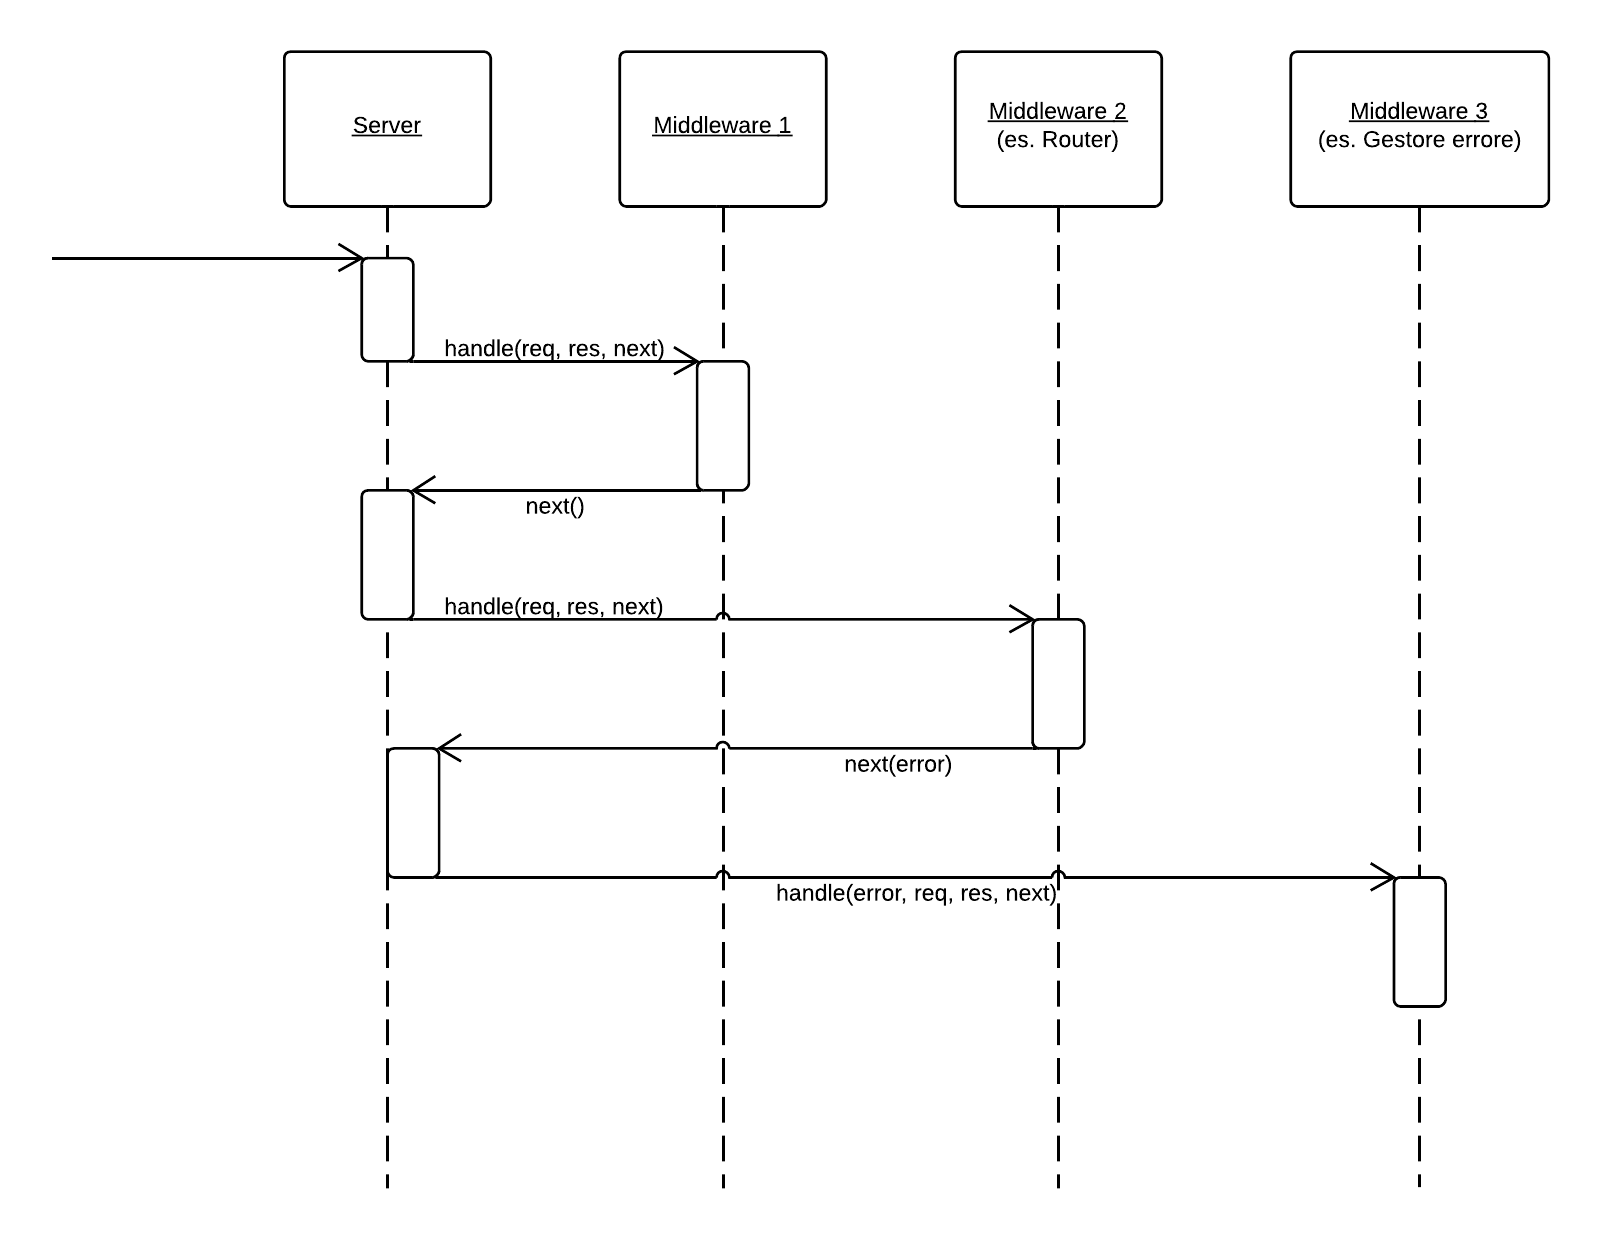 Server
Middleware 1
Middleware 2
(es. Router)
Middleware 3
(es. Gestore errore)
handle(req, res, next)
next()
handle(req, res, next)
next(error)
handle(error, req, res, next)